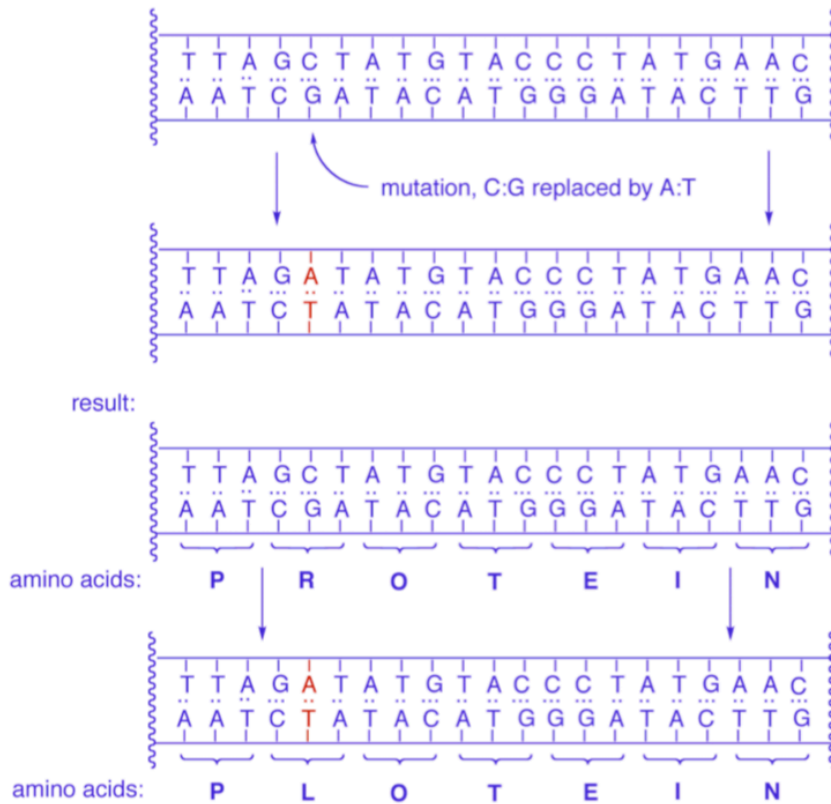 T T A G C T A T G T A C C C T A T G A A C
A A T C G A T A C A T G G G A T A C T T G
mutation, C:G replaced by A:T
T T A G A T A T G T A C C C T A T G A A C
A A T C T A T A C A T G G G A T A C T T G
result:
T T A G C T A T G T A C C C T A T G A A C
A A T C G A T A C A T G G G A T A C T T G
amino acids: P R O T E I N
T T A G A T A T G T A C C C T A T G A A C
A A T C T A T A C A T G G G A T A C T T G
amino acids: P L O T E I N